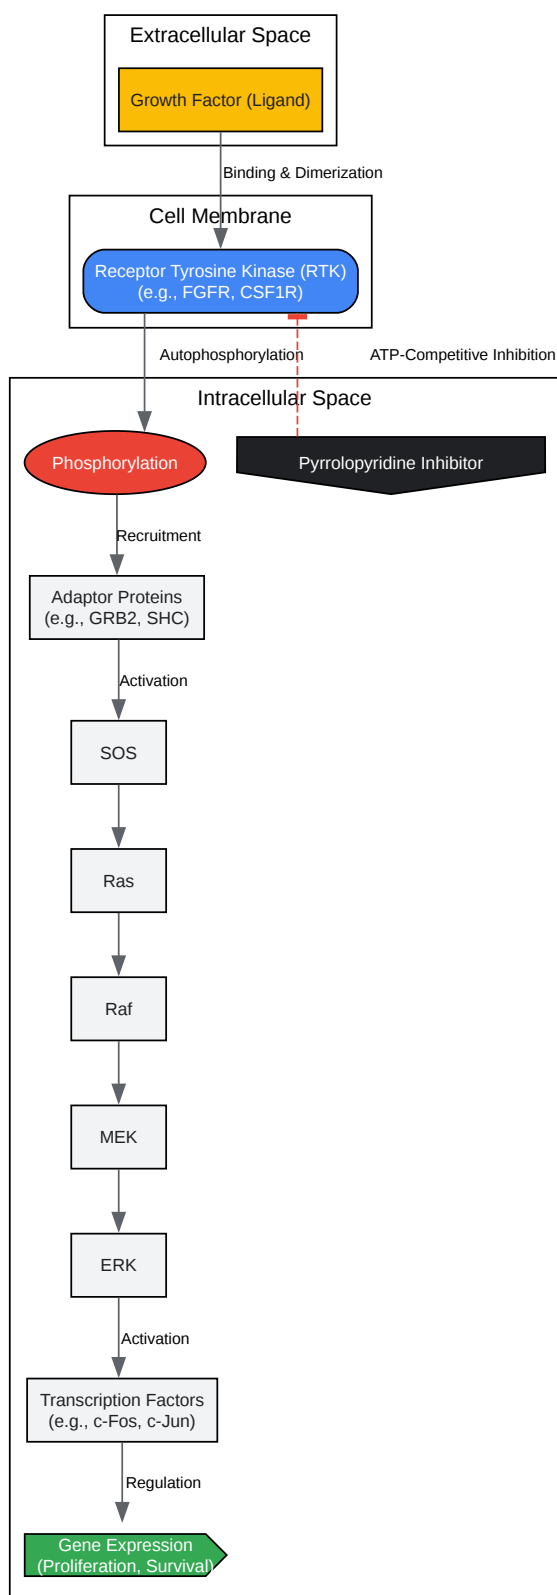 Extracellular Space
Growth Factor (Ligand)
Binding & Dimerization
Cell Membrane
Receptor Tyrosine Kinase (RTK)
(e.g., FGFR, CSF1R)
Autophosphorylation
ATP-Competitive Inhibition
Intracellular Space
Phosphorylation
Pyrrolopyridine Inhibitor
Recruitment
Adaptor Proteins
(e.g., GRB2, SHC)
Activation
SOS
Ras
Raf
MEK
ERK
Activation
Transcription Factors
(e.g., c-Fos, c-Jun)
Regulation
Gene Expression
(Proliferation, Survival)